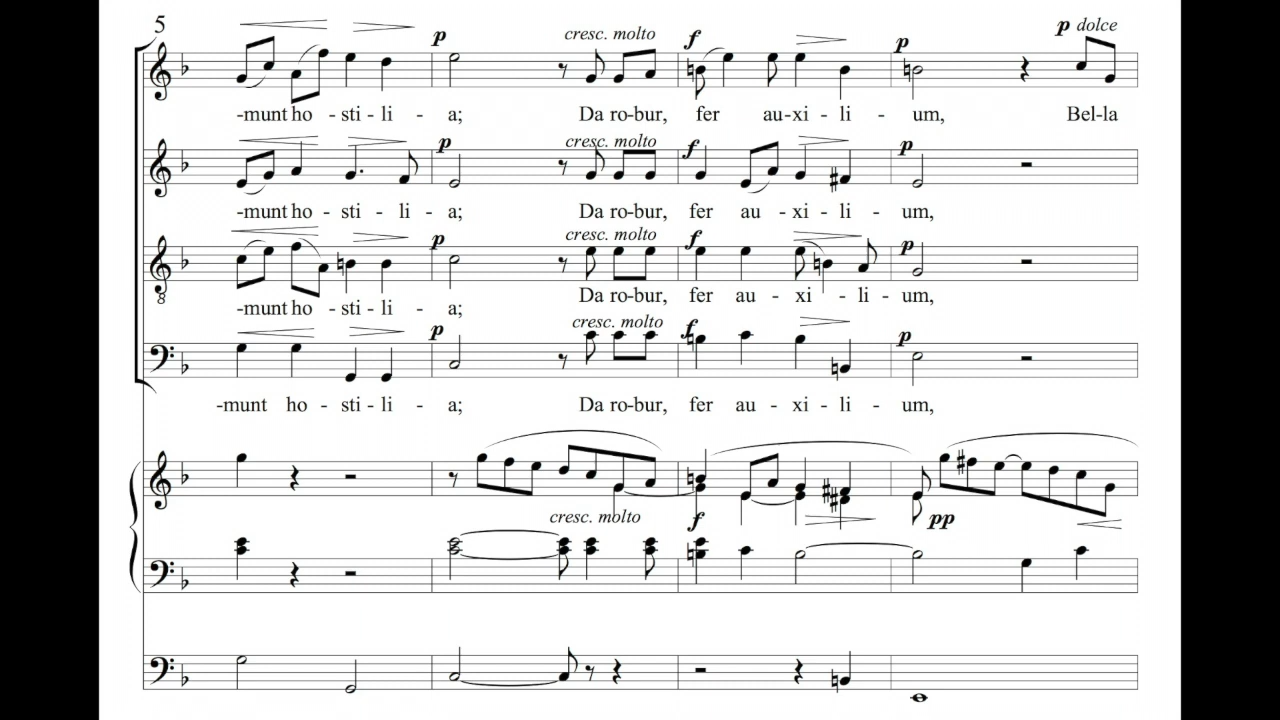 5
p cresc. molto f p p dolce
-munt ho - sti - li - a; Da ro-bur, fer au-xi - li - um, Bel-la
p cresc. molto f p
-munt ho - sti - li - a; Da ro-bur, fer au - xi - li - um,
p cresc. molto f p
-munt ho - sti - li - a; Da ro-bur, fer au - xi - li - um,
p cresc. molto f p
-munt ho - sti - li - a; Da ro-bur, fer au - xi - li - um,
cresc. molto f pp